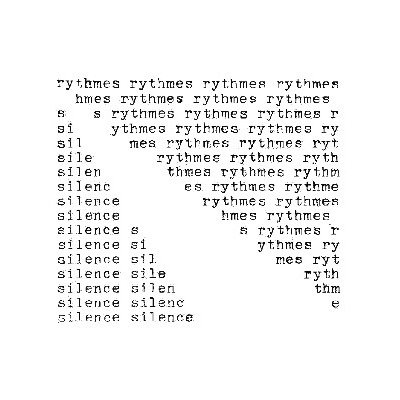 rythmes rythmes rythmes rythmes
hmes rythmes rythmes rythmes
s s rythmes rythmes rythmes r
si ythmes rythmes rythmes ry
sil mes rythmes rythmes ryt
sile rythmes rythmes ryth
silen thmes rythmes rythm
silenc es rythmes rythme
silence rythmes rythmes
silence hmes rythmes
silence s s rythmes r
silence si ythmes ry
silence sil mes ryt
silence sile ryth
silence silen thm
silence silenc e
silence silence